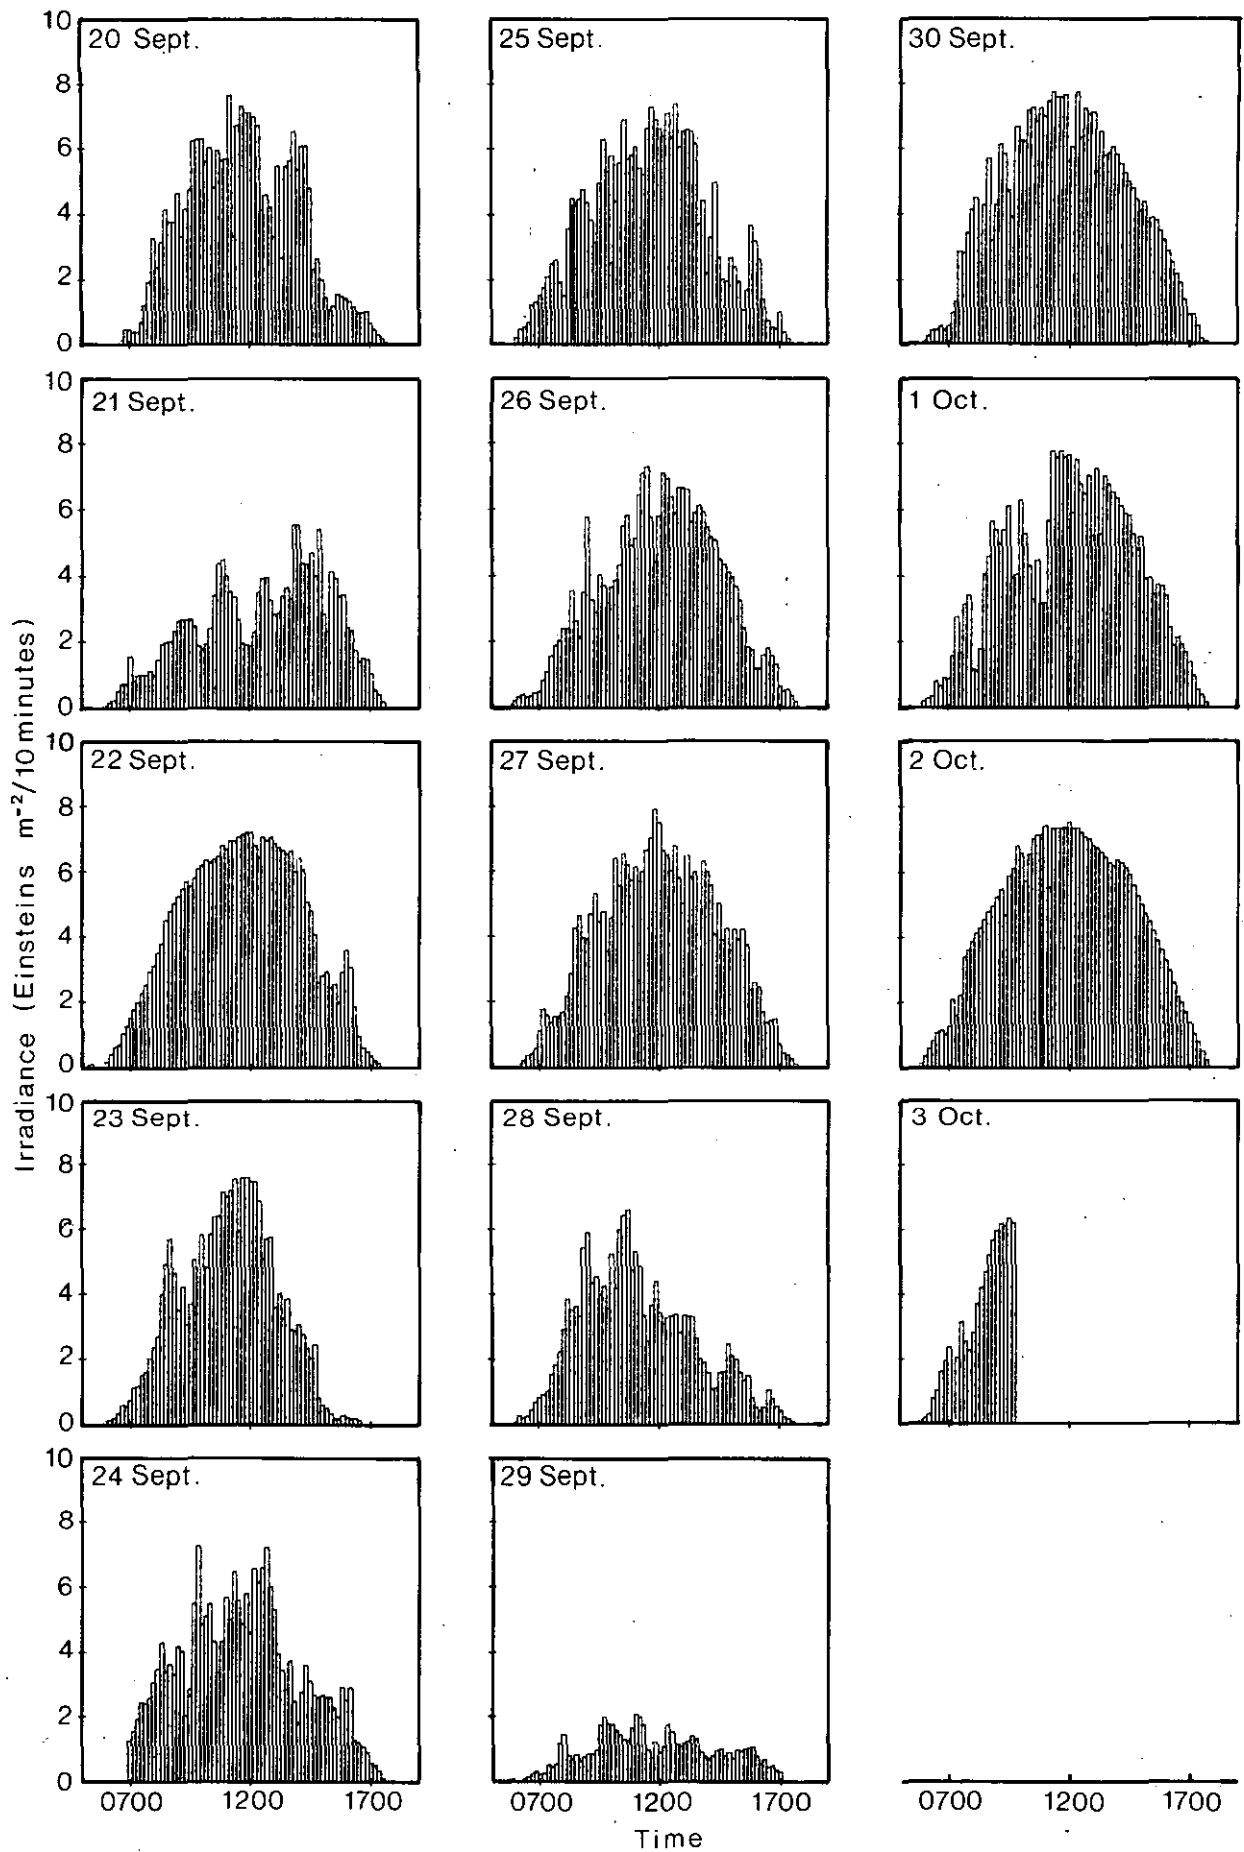 Irradiance (Einsteins m⁻²/10 minutes)
10
8
6
4
2
0
20 Sept.
25 Sept.
30 Sept.
10
8
6
4
2
0
21 Sept.
26 Sept.
1 Oct.
10
8
6
4
2
0
22 Sept.
27 Sept.
2 Oct.
10
8
6
4
2
0
23 Sept.
28 Sept.
3 Oct.
10
8
6
4
2
0
24 Sept.
29 Sept.
0700 1200 1700
0700 1200 1700
0700 1200 1700
Time